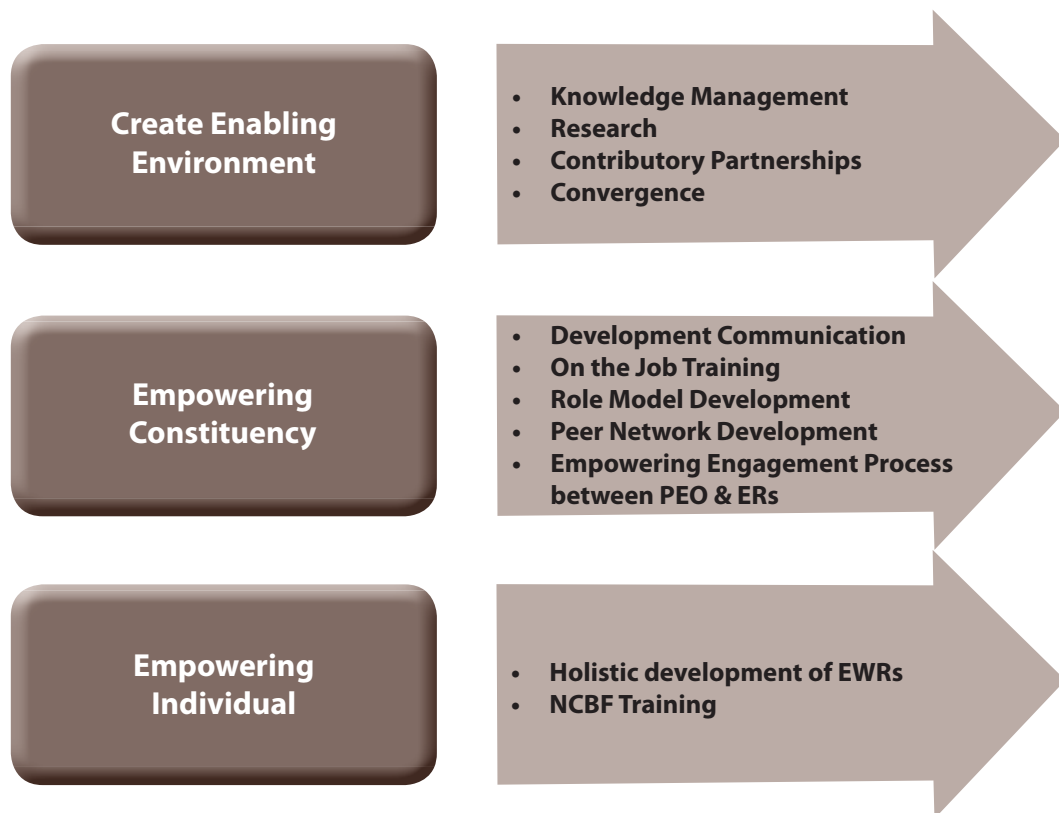 Create Enabling
Environment
• Knowledge Management
• Research
• Contributory Partnerships
• Convergence
Empowering
Constituency
• Development Communication
• On the Job Training
• Role Model Development
• Peer Network Development
• Empowering Engagement Process
between PEO & ERs
Empowering
Individual
• Holistic development of EWRs
• NCBF Training